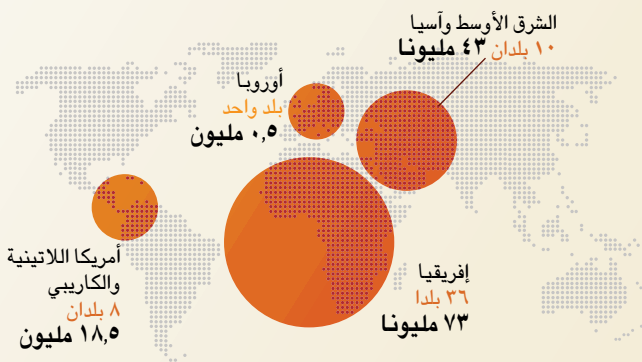 الشرق الأوسط وآسيا
١٠ بلدان ٤٣ مليونا
أوروبا
بلد واحد
٠,٥ مليون
أمريكا اللاتينية
والكاريبي
٨ بلدان
١٨,٥ مليون
إفريقيا
٣٦ بلدا
٧٣ مليونا